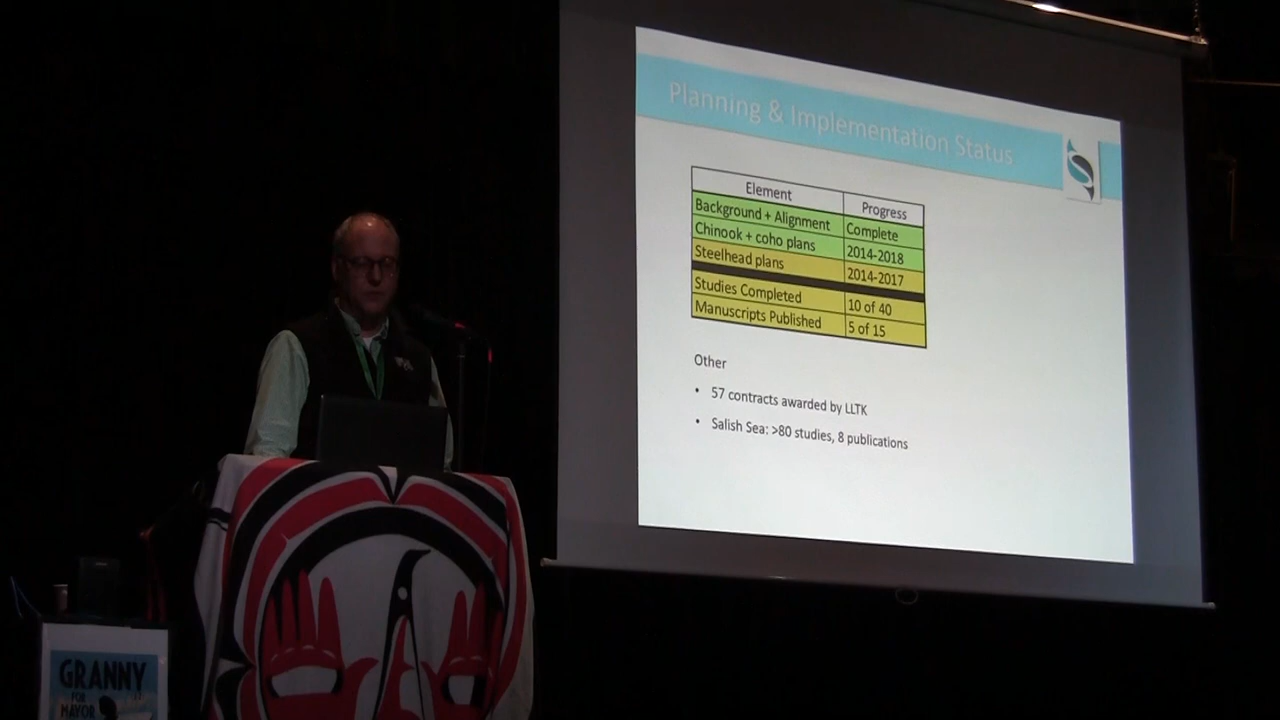 Planning & Implementation Status
Element Progress
Background + Alignment Complete
Chinook + coho plans 2014-2018
Steelhead plans 2014-2017
Studies Completed 10 of 40
Manuscripts Published 5 of 15
Other
• 57 contracts awarded by LLTK
• Salish Sea: >80 studies, 8 publications
GRANNY
FOR
MAYOR